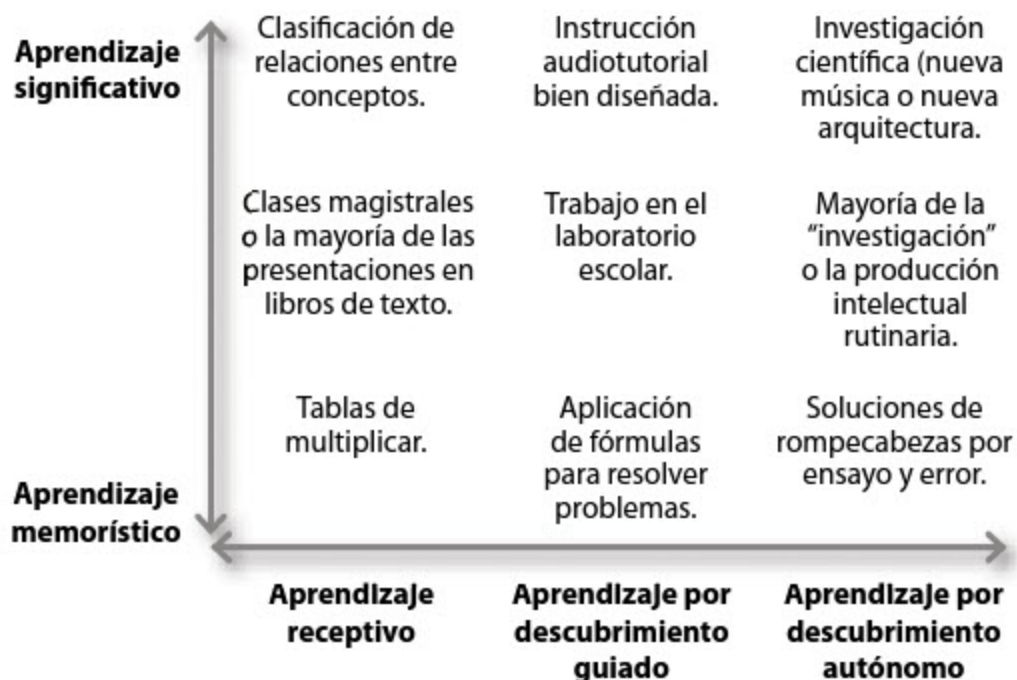 Aprendizaje
significativo
Clasificación de
relaciones entre
conceptos.
Instrucción
audiotutorial
bien diseñada.
Investigación
científica (nueva
música o nueva
arquitectura.
Clases magistrales
o la mayoría de las
presentaciones en
libros de texto.
Trabajo en el
laboratorio
escolar.
Mayoría de la
“investigación”
o la producción
intelectual
rutinaria.
Tablas de
multiplicar.
Aplicación
de fórmulas
para resolver
problemas.
Soluciones de
rompecabezas por
ensayo y error.
Aprendizaje
memorístico
Aprendizaje
receptivo
Aprendizaje por
descubrimiento
guiado
Aprendizaje por
descubrimiento
autónomo